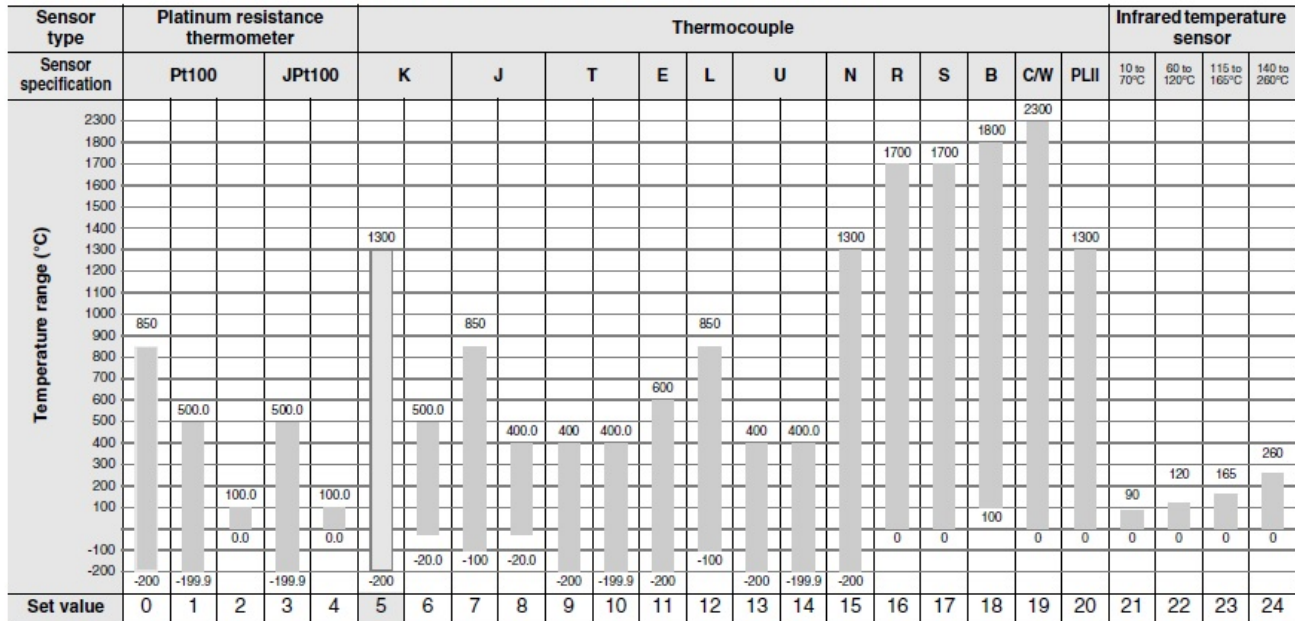 Sensor type Platinum resistance thermometer Thermocouple Infrared temperature sensor
Sensor specification Pt100 JPt100 K J T E L U N R S B C/W PLII 10 to 70°C 60 to 120°C 115 to 165°C 140 to 260°C
Temperature range (°C)
2300
2300 1800
1800 1700 1700
1700
1600
1500
1400 1300 1300 1300
1300
1200
1100
1000 850 850 850
900
800
700 600
600 500.0 500.0 500.0
500 400.0 400 400.0 400 400.0
400
300 260
200 100.0 100.0 90 120 165
100 100
0.0 0.0 0 0 0 0 0 0 0 0
-100 -20.0 -100 -20.0 -100
-200
-200 -199.9 -199.9 -200 -200 -199.9 -200 -200 -199.9 -200
Set value 0 1 2 3 4 5 6 7 8 9 10 11 12 13 14 15 16 17 18 19 20 21 22 23 24